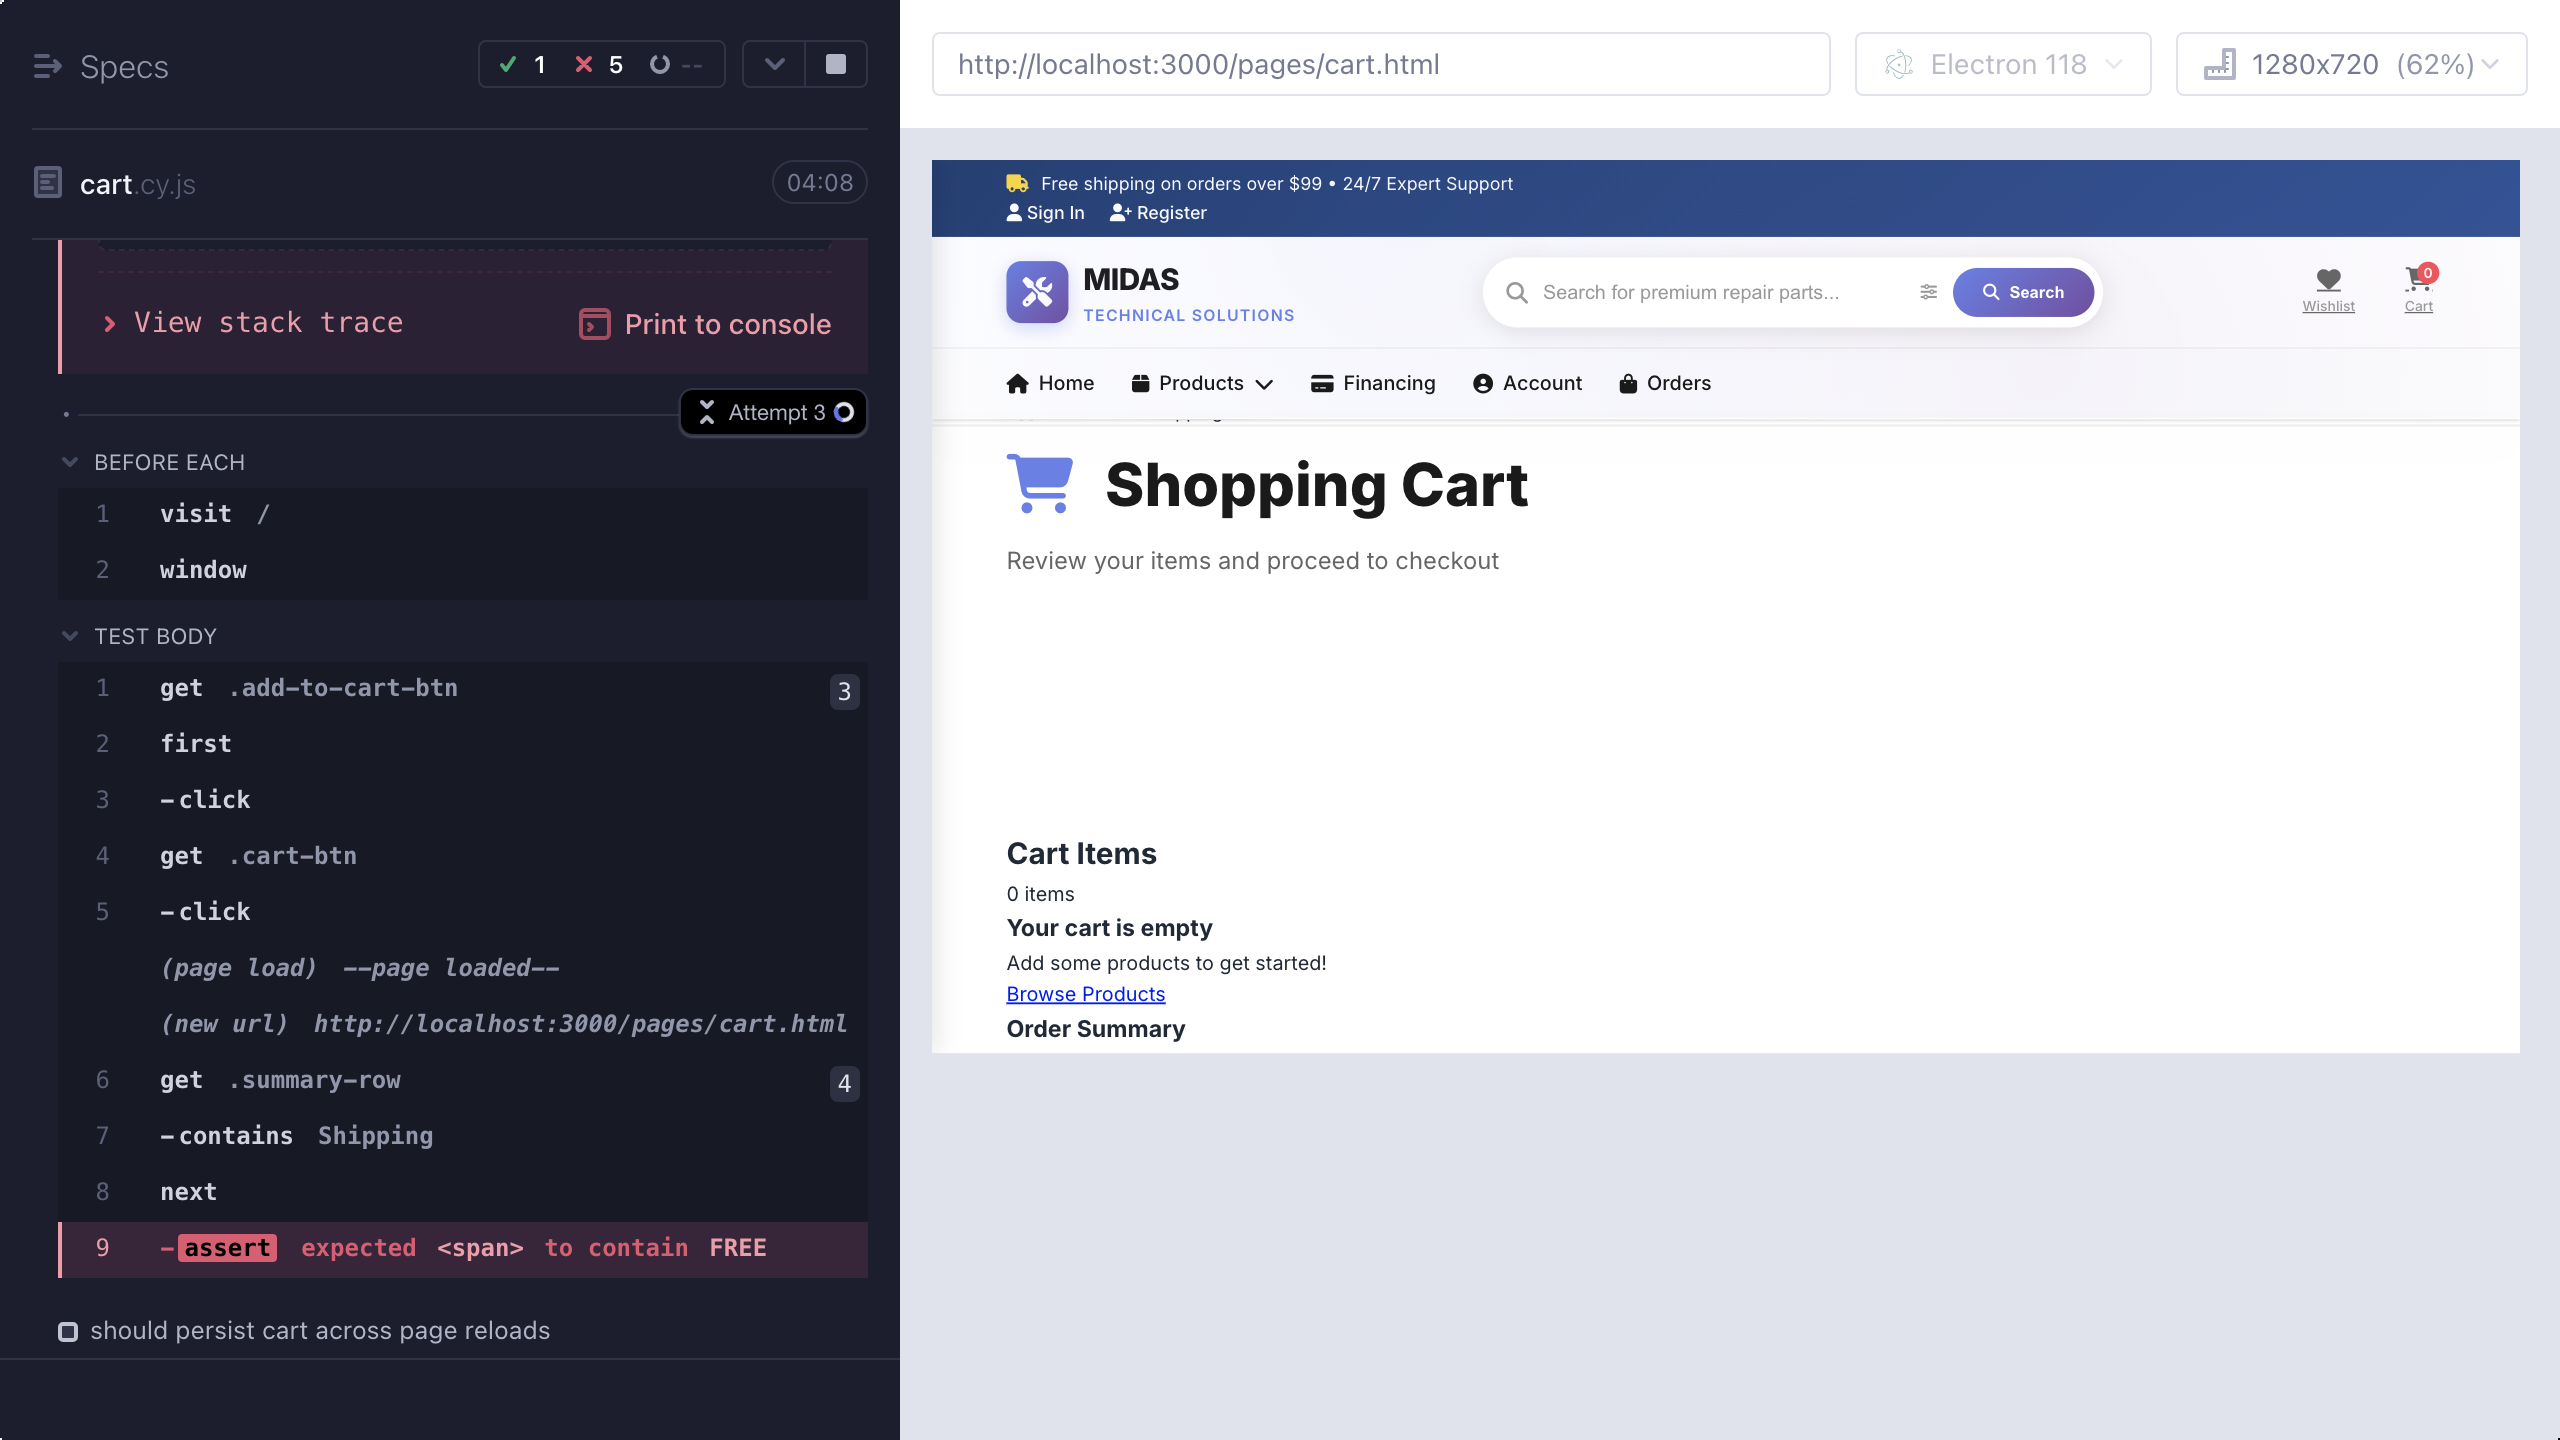 Specs
1 5 --
cart.cy.js
04:08
View stack trace
Print to console
Attempt 3
BEFORE EACH
1 visit /
2 window
TEST BODY
1 get .add-to-cart-btn 3
2 first
3 -click
4 get .cart-btn
5 -click
(page load) --page loaded--
(new url) http://localhost:3000/pages/cart.html
6 get .summary-row 4
7 -contains Shipping
8 next
9 -assert expected <span> to contain FREE
should persist cart across page reloads
http://localhost:3000/pages/cart.html
Electron 118
1280x720 (62%)
Free shipping on orders over $99 • 24/7 Expert Support
Sign In Register
MIDAS
TECHNICAL SOLUTIONS
Search for premium repair parts...
Search
Wishlist
0
Cart
Home Products Financing Account Orders
Shopping Cart
Review your items and proceed to checkout
Cart Items
0 items
Your cart is empty
Add some products to get started!
Browse Products
Order Summary